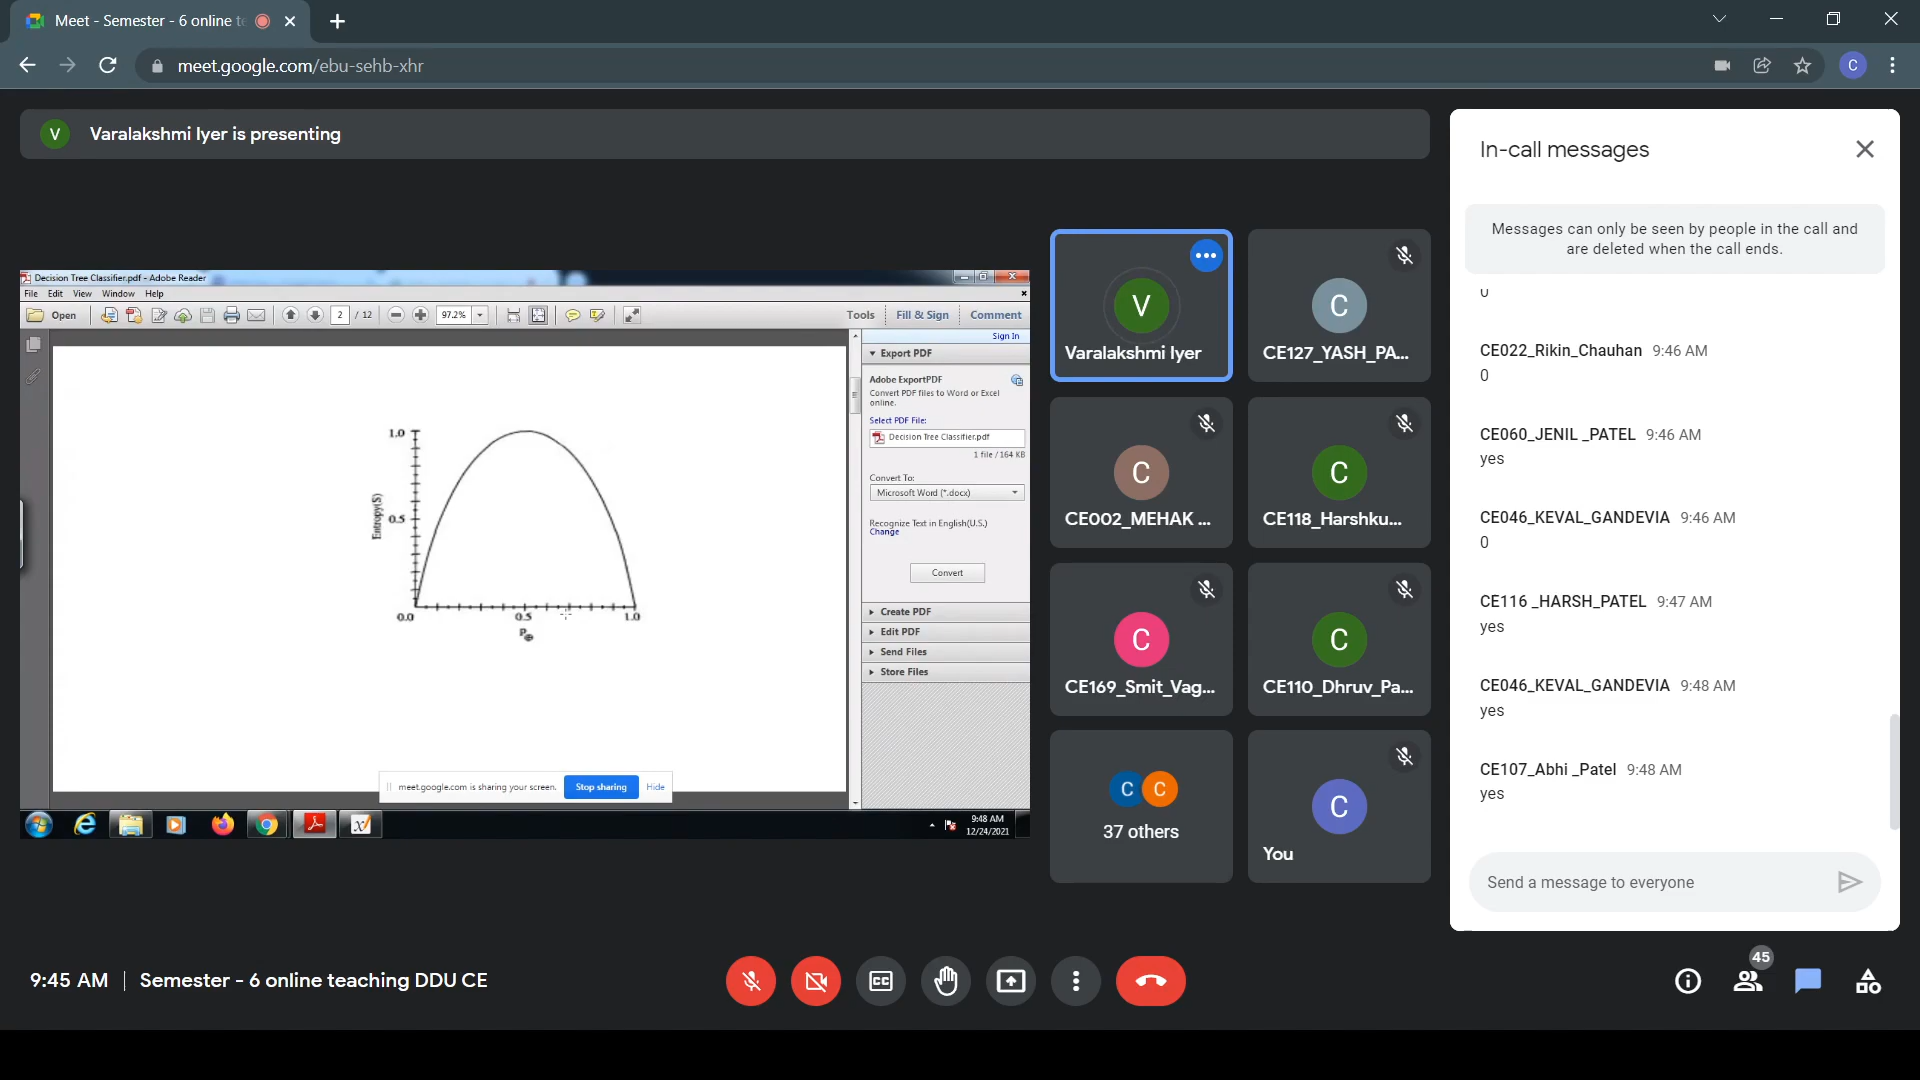 Meet - Semester - 6 online te
meet.google.com/ebu-sehb-xhr
C
V
Varalakshmi Iyer is presenting
Decision Tree Classifier.pdf - Adobe Reader
File Edit View Window Help
Open
2 / 12
97.2%
Tools
Fill & Sign
Comment
Sign In
Export PDF
Adobe ExportPDF
Convert PDF files to Word or Excel
online.
Select PDF File:
Decision Tree Classifier.pdf
1 file / 164 KB
Convert To:
Microsoft Word (*.docx)
Recognize Text in English(U.S.)
Change
Convert
Create PDF
Edit PDF
Send Files
Store Files
1.0
Entropy(S)
0.5
0.0
0.5
1.0
P⊕
meet.google.com is sharing your screen.
Stop sharing
Hide
9:48 AM
12/24/2021
V
Varalakshmi Iyer
C
CE127_YASH_PA...
C
CE002_MEHAK ...
C
CE118_Harshku...
C
CE169_Smit_Vag...
C
CE110_Dhruv_Pa...
C C
37 others
C
You
In-call messages
Messages can only be seen by people in the call and
are deleted when the call ends.
CE022_Rikin_Chauhan 9:46 AM
0
CE060_JENIL _PATEL 9:46 AM
yes
CE046_KEVAL_GANDEVIA 9:46 AM
0
CE116 _HARSH_PATEL 9:47 AM
yes
CE046_KEVAL_GANDEVIA 9:48 AM
yes
CE107_Abhi _Patel 9:48 AM
yes
Send a message to everyone
9:45 AM | Semester - 6 online teaching DDU CE
CC
45